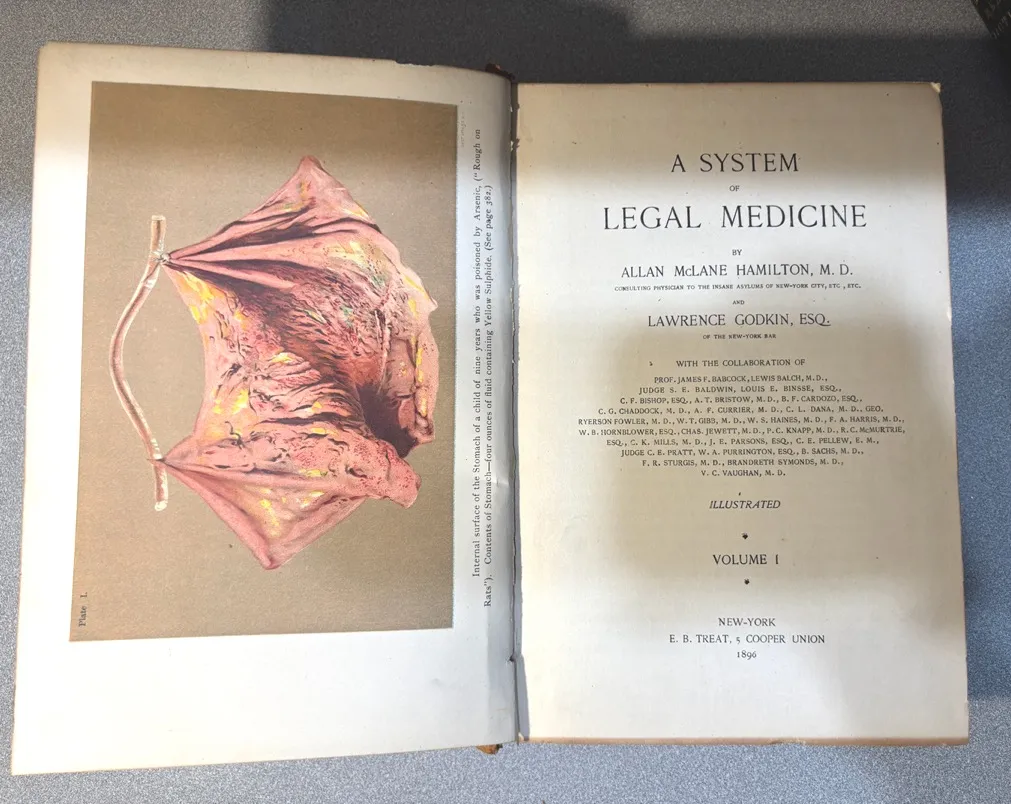 Plate I.
Internal surface of the Stomach of a child of nine years who was poisoned by Arsenic, ("Rough on
Rats"). Contents of Stomach—four ounces of fluid containing Yellow Sulphide. (See page 382.)
A SYSTEM
OF
LEGAL MEDICINE
BY
ALLAN McLANE HAMILTON, M. D.
CONSULTING PHYSICIAN TO THE INSANE ASYLUMS OF NEW-YORK CITY, ETC., ETC.
AND
LAWRENCE GODKIN, ESQ.
OF THE NEW-YORK BAR
WITH THE COLLABORATION OF
PROF. JAMES F. BABCOCK, LEWIS BALCH, M. D.,
JUDGE S. E. BALDWIN, LOUIS E. BINSSE, ESQ.,
C. F. BISHOP, ESQ., A. T. BRISTOW, M. D., B. F. CARDOZO, ESQ.,
C. G. CHADDOCK, M. D., A. F. CURRIER, M. D., C. L. DANA, M. D., GEO.
RYERSON FOWLER, M. D., W. T. GIBB, M. D., W. S. HAINES, M. D., F. A. HARRIS, M. D.,
W. B. HORNBLOWER, ESQ., CHAS. JEWETT, M. D., P. C. KNAPP, M. D., R. C. McMURTRIE,
ESQ., C. K. MILLS, M. D., J. E. PARSONS, ESQ., C. E. PELLEW, E. M.,
JUDGE C. E. PRATT, W. A. PURRINGTON, ESQ., B. SACHS, M. D.,
F. R. STURGIS, M. D., BRANDRETH SYMONDS, M. D.,
V. C. VAUGHAN, M. D.
ILLUSTRATED
VOLUME I
NEW-YORK
E. B. TREAT, 5 COOPER UNION
1896